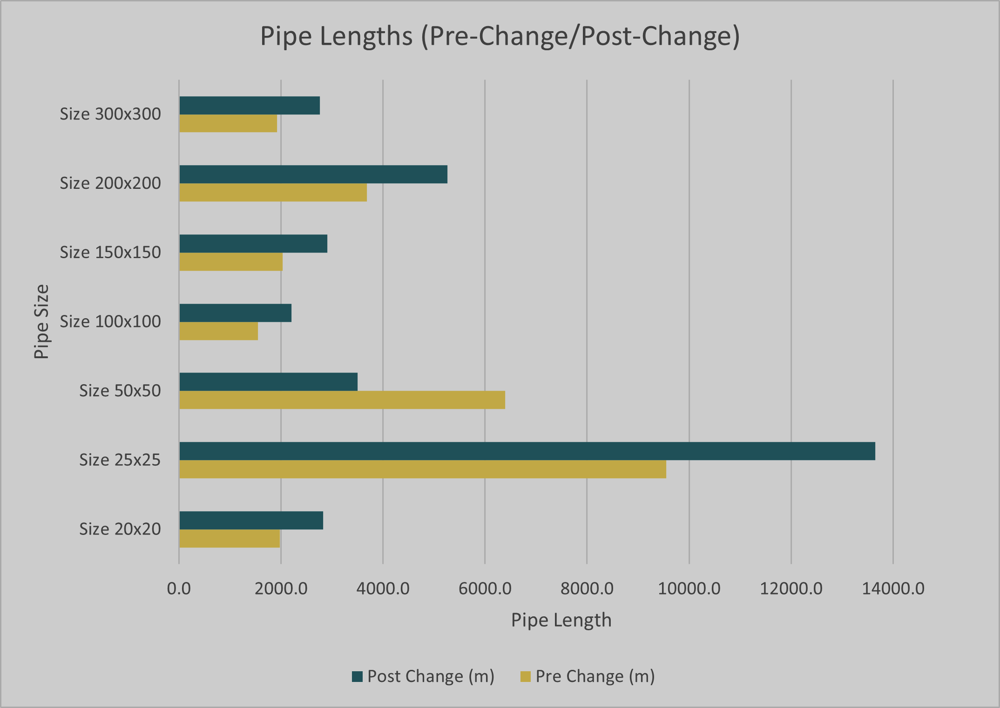 Pipe Lengths (Pre-Change/Post-Change)
Size 300x300
Size 200x200
Size 150x150
Size 100x100
Size 50x50
Size 25x25
Size 20x20
Pipe Size
0.0 2000.0 4000.0 6000.0 8000.0 10000.0 12000.0 14000.0
Pipe Length
Post Change (m) Pre Change (m)